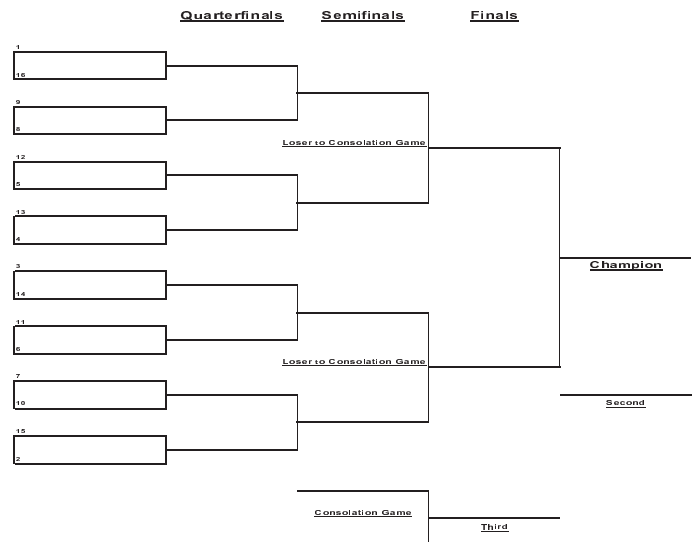 Quarterfinals Semifinals Finals
1
16
9
8
Loser to Consolation Game
12
5
13
4
Champion
3
14
11
6
Loser to Consolation Game
7
10
Second
15
2
Consolation Game
Third